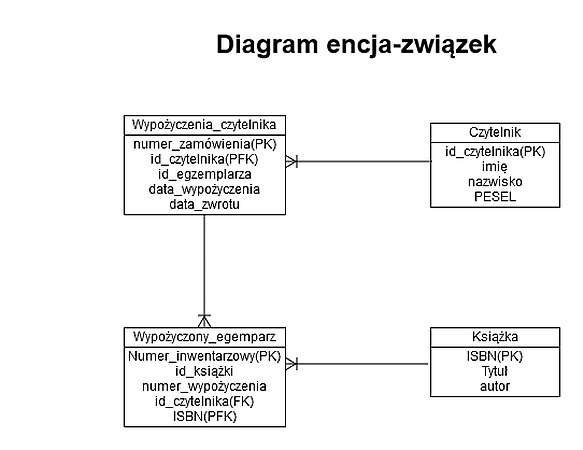 Diagram encja-związek
Wypożyczenia_czytelnika
numer_zamówienia(PK)
id_czytelnika(PFK)
id_egzemplarza
data_wypożyczenia
data_zwrotu
Czytelnik
id_czytelnika(PK)
imię
nazwisko
PESEL
Wypożyczony_egemparz
Numer_inwentarzowy(PK)
id_książki
numer_wypożyczenia
id_czytelnika(FK)
ISBN(PFK)
Książka
ISBN(PK)
Tytuł
autor